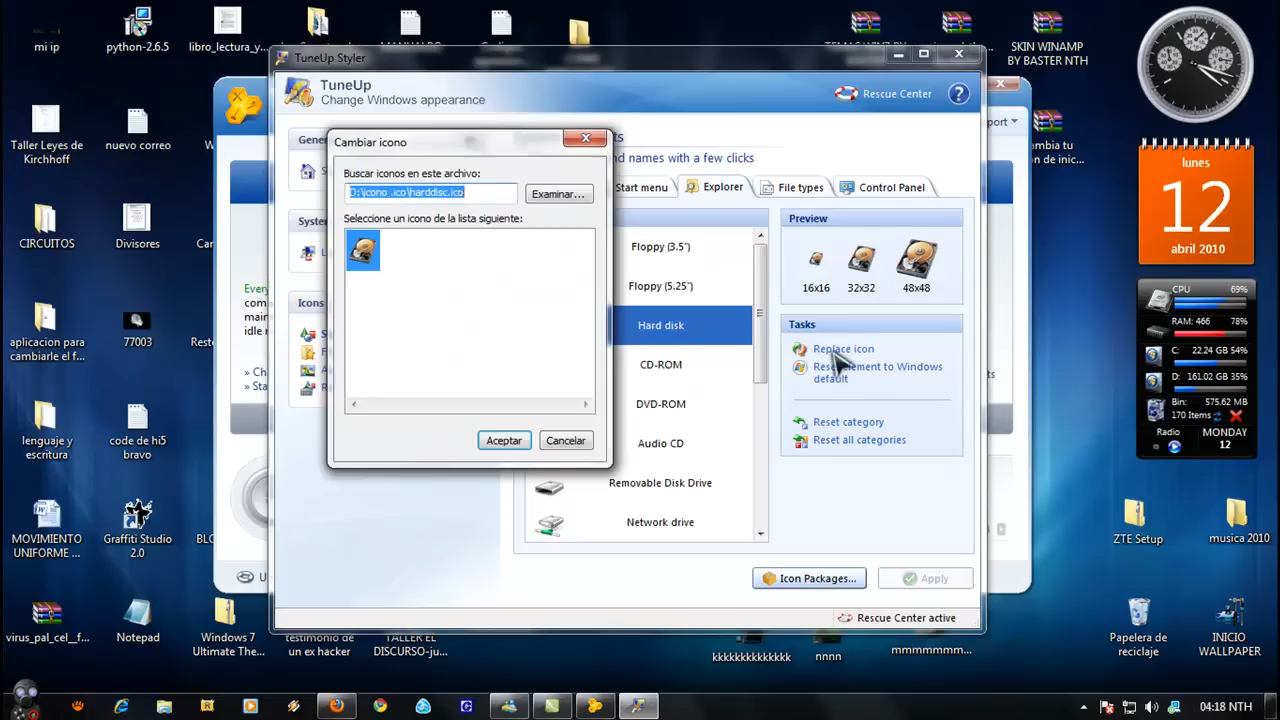 mi ip
python-2.6.5
libro_lectura_y...
SKIN WINAMP
BY BASTER NTH
TuneUp Styler
TuneUp
Change Windows appearance
Rescue Center
?
Taller Leyes de
Kirchhoff
nuevo correo
Cambiar icono
and names with a few clicks
Buscar iconos en este archivo:
D:\icono .ico\harddisc.ico
Examinar...
Seleccione un icono de la lista siguiente:
Start menu
Explorer
File types
Control Panel
lunes
12
abril 2010
CIRCUITOS
Divisores
Preview
Floppy (3.5")
Floppy (5.25")
16x16
32x32
48x48
Icons
Hard disk
Tasks
CPU
69%
RAM: 466
78%
C:
22.24 GB 54%
D:
161.02 GB 35%
Bin:
575.62 MB
170 Items
Radio
MONDAY
12
aplicacion para
cambiarle el f...
77003
Replace icon
CD-ROM
Reset element to Windows
default
DVD-ROM
Reset category
Reset all categories
Audio CD
Aceptar
Cancelar
lenguaje y
escritura
code de hi5
bravo
Removable Disk Drive
Network drive
MOVIMIENTO
UNIFORME ...
Graffiti Studio
2.0
ZTE Setup
musica 2010
Icon Packages...
Apply
Rescue Center active
virus_pal_cel_f...
Notepad
Windows 7
Ultimate The...
testimonio de
un ex hacker
TALLER EL
DISCURSO-ju...
kkkkkkkkkkkkkk
nnnn
mmmmmmm...
Papelera de
reciclaje
INICIO
WALLPAPER
04:18 NTH